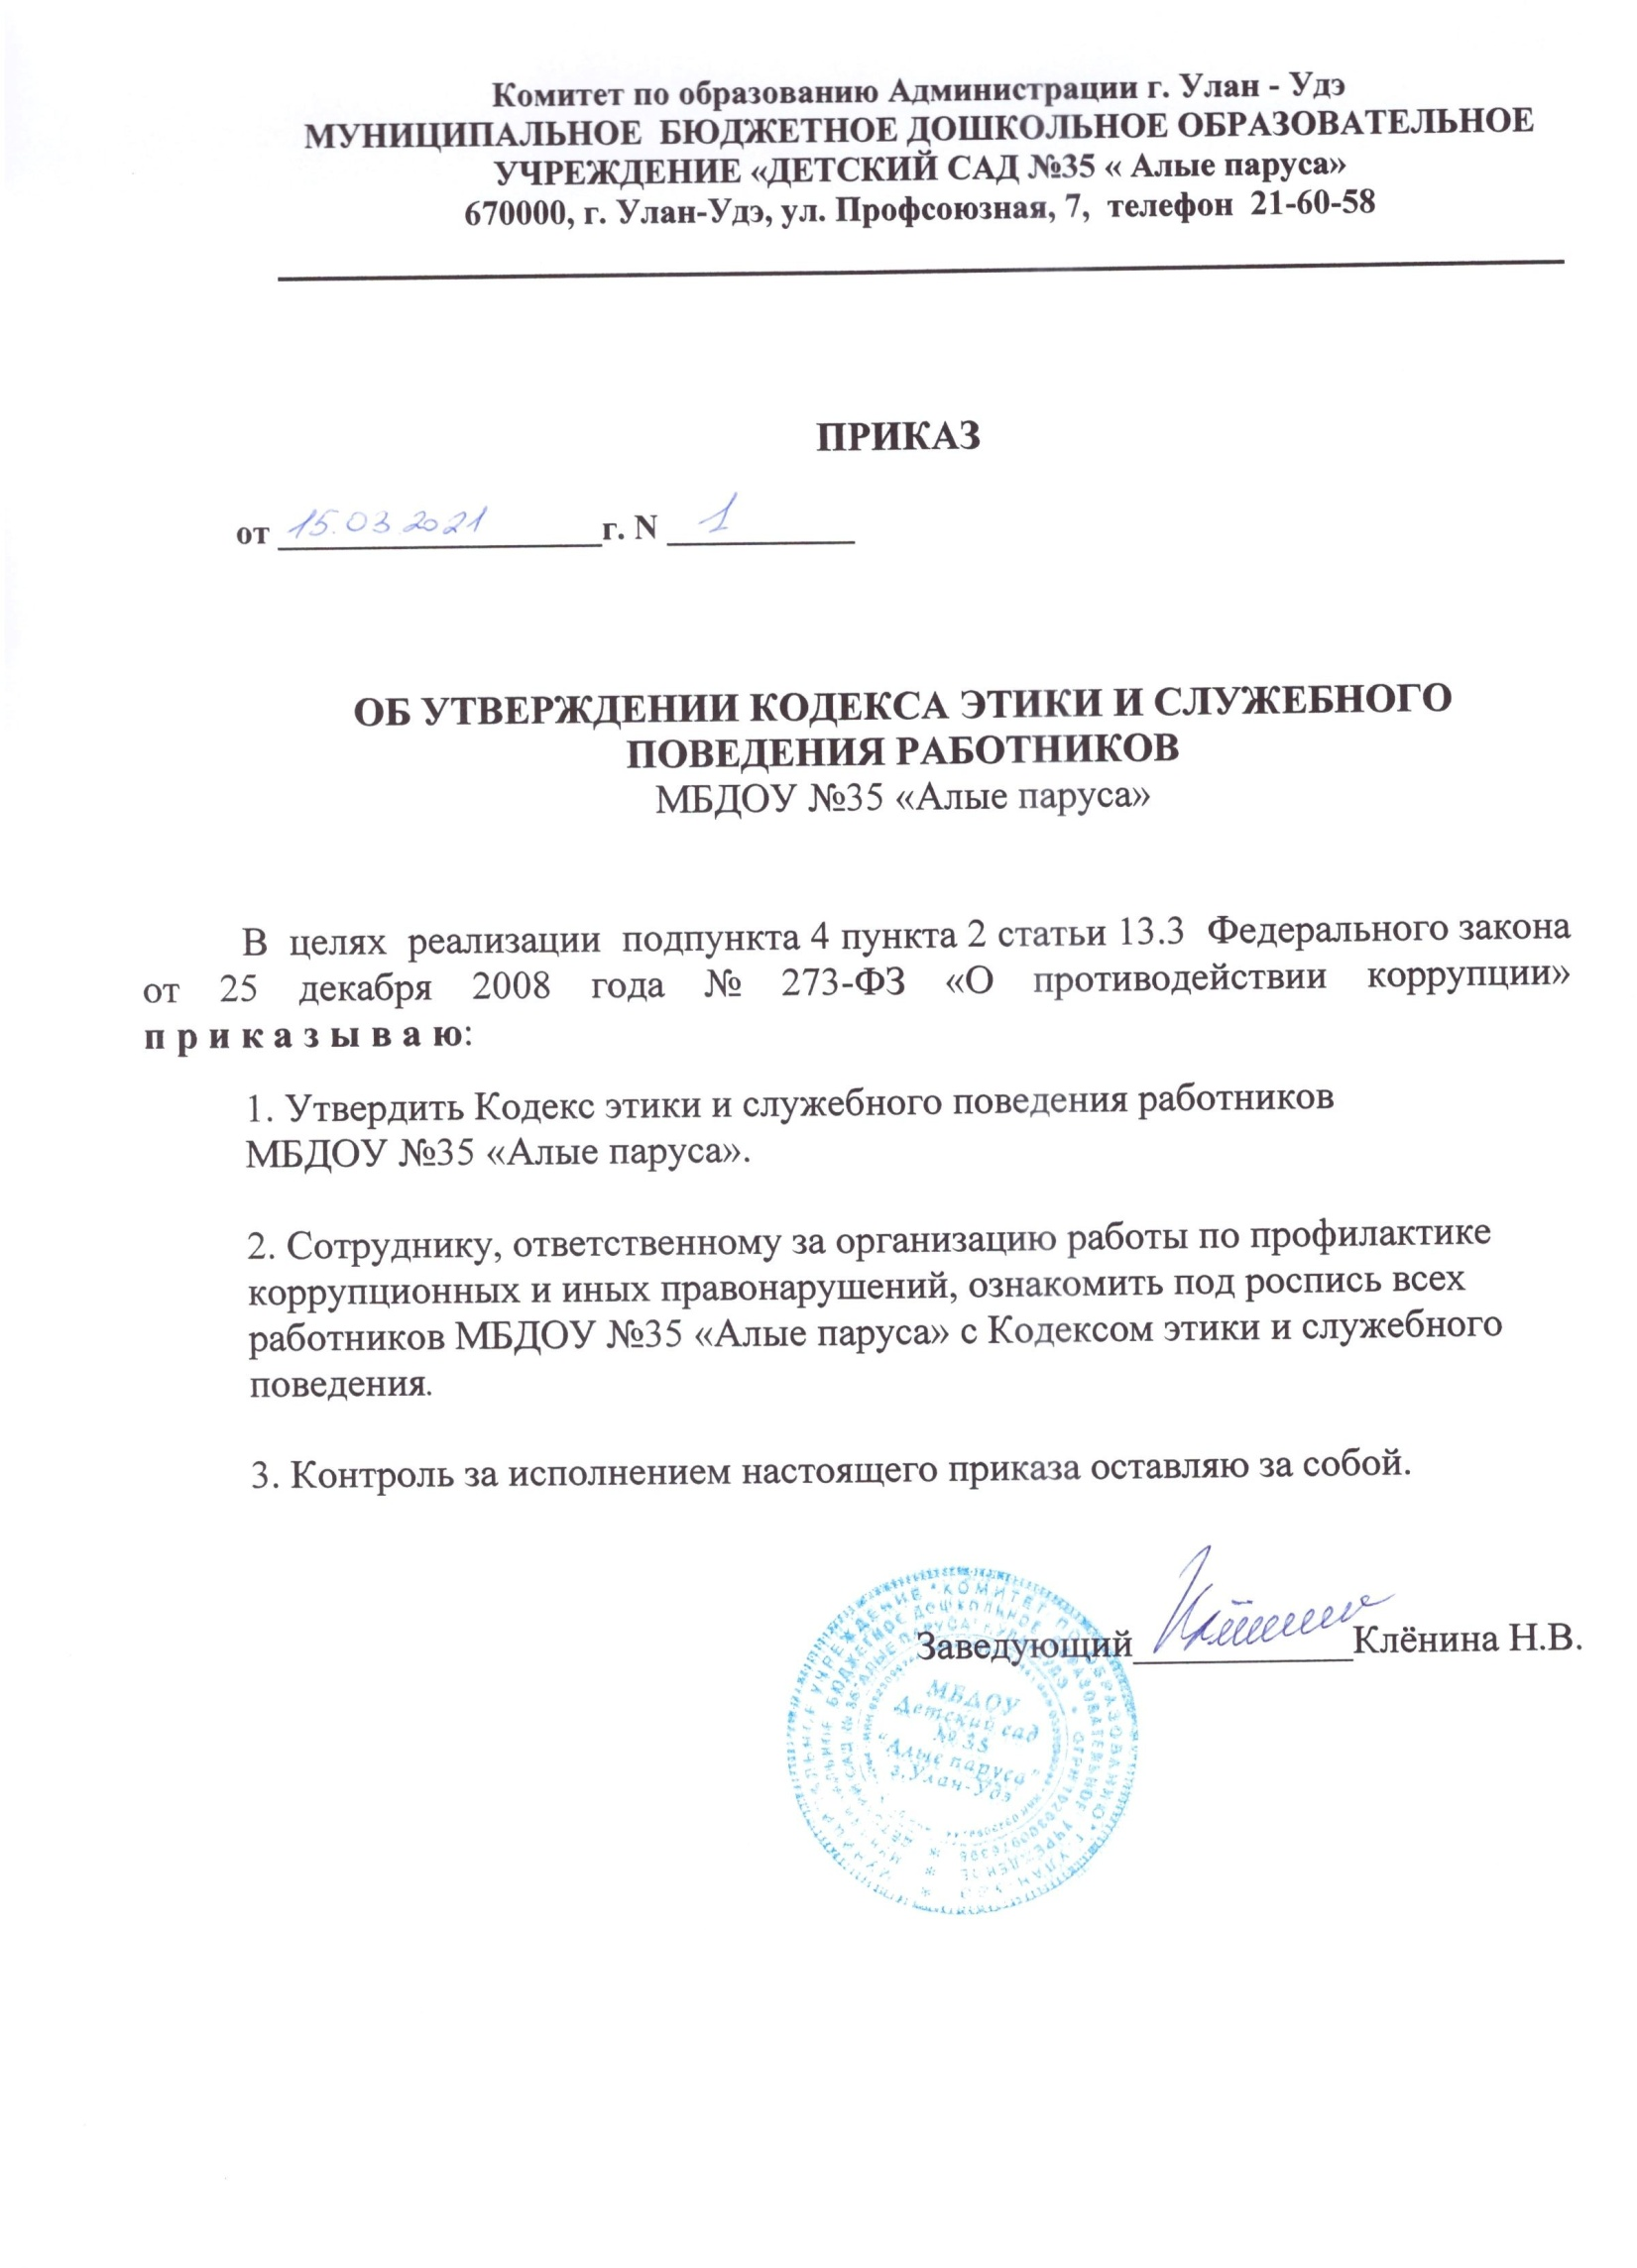 Комитет по образованию Администрации г. Улан - Удэ
МУНИЦИПАЛЬНОЕ БЮДЖЕТНОЕ ДОШКОЛЬНОЕ ОБРАЗОВАТЕЛЬНОЕ
УЧРЕЖДЕНИЕ «ДЕТСКИЙ САД №35 « Алые паруса»
670000, г. Улан-Удэ, ул. Профсоюзная, 7, телефон 21-60-58
ПРИКАЗ
от 15.03.2021 г. N 1
ОБ УТВЕРЖДЕНИИ КОДЕКСА ЭТИКИ И СЛУЖЕБНОГО
ПОВЕДЕНИЯ РАБОТНИКОВ
МБДОУ №35 «Алые паруса»
В целях реализации подпункта 4 пункта 2 статьи 13.3 Федерального закона
от 25 декабря 2008 года № 273-ФЗ «О противодействии коррупции»
п р и к а з ы в а ю:
1. Утвердить Кодекс этики и служебного поведения работников
МБДОУ №35 «Алые паруса».
2. Сотруднику, ответственному за организацию работы по профилактике
коррупционных и иных правонарушений, ознакомить под роспись всех
работников МБДОУ №35 «Алые паруса» с Кодексом этики и служебного
поведения.
3. Контроль за исполнением настоящего приказа оставляю за собой.
Заведующий Клёнина Н.В.
МБДОУ
Детский сад
№ 35
"Алые паруса"
г.Улан-Удэ